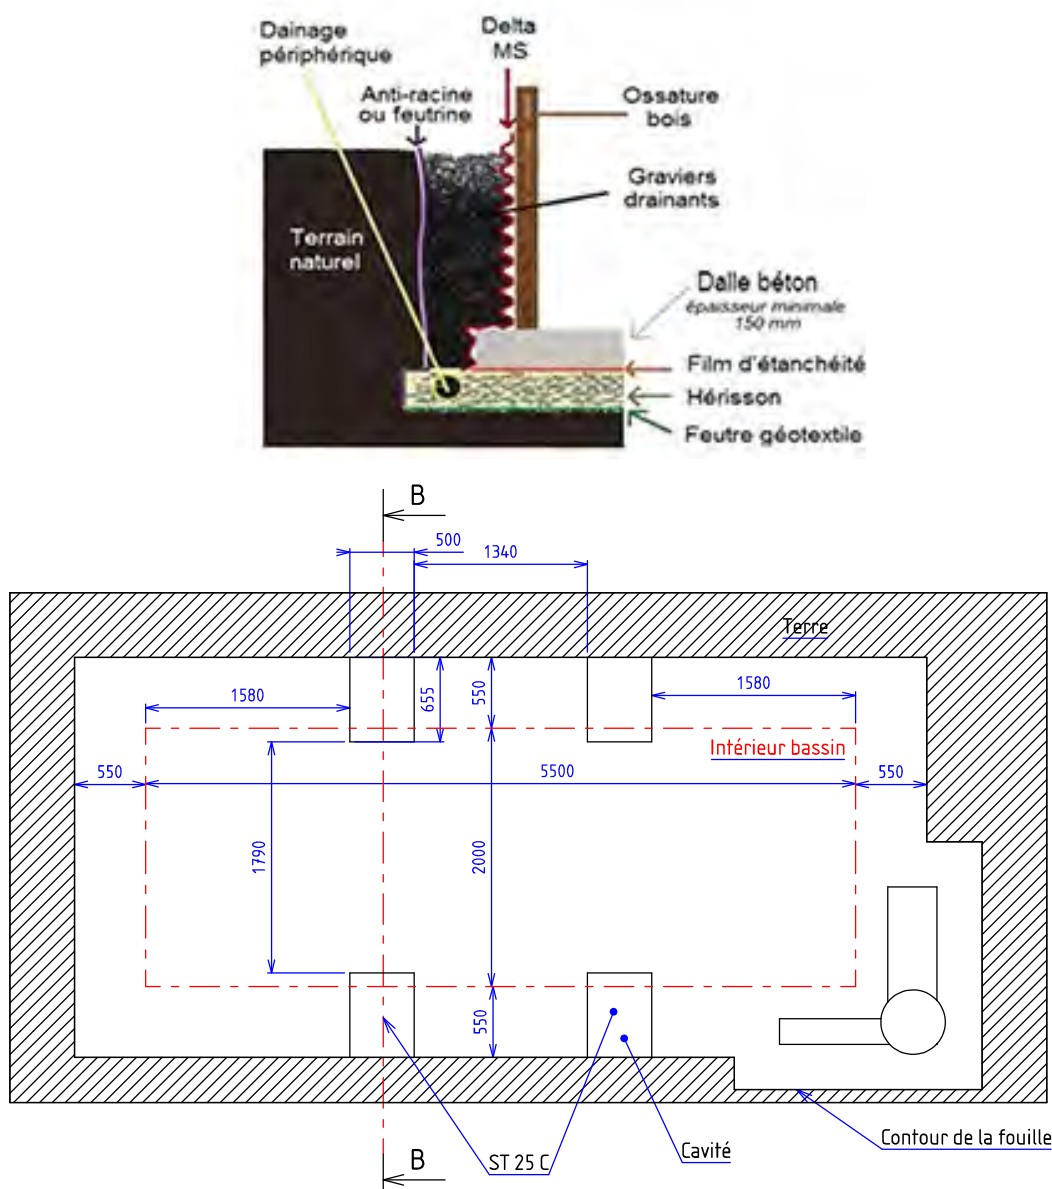 Dainage
périphérique
Delta
MS
Anti-racine
ou feutrine
Ossature
bois
Graviers
drainants
Terrain
naturel
Dalle béton
épaisseur minimale
150 mm
Film d'étanchéité
Hérisson
Feutre géotextile
B
500
1340
Terre
1580
655
550
1580
Intérieur bassin
550
5500
550
1790
2000
550
Contour de la fouille
Cavité
ST 25 C
B